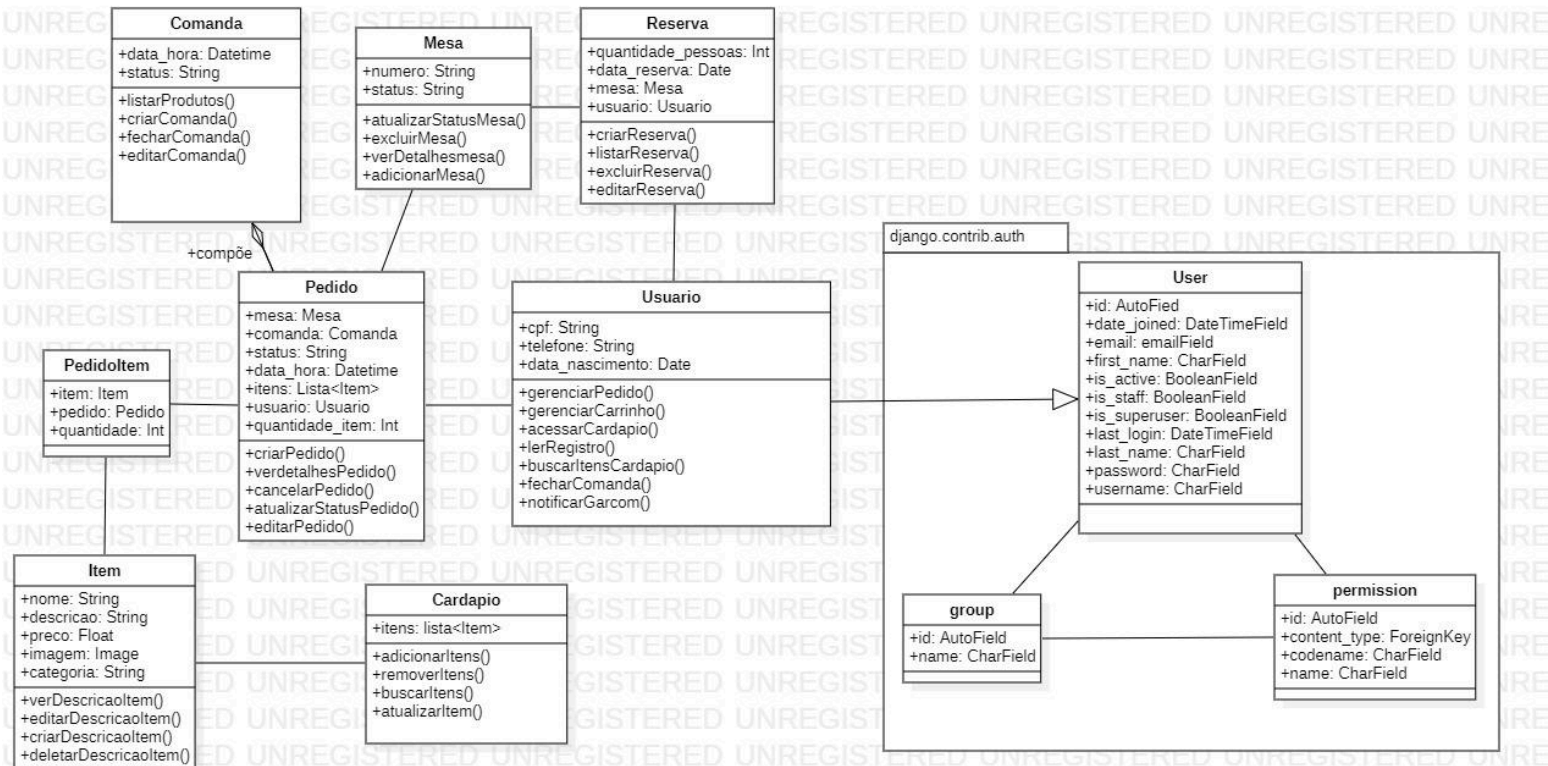 Comanda
+data_hora: Datetime
+status: String
+listarProdutos()
+criarComanda()
+fecharComanda()
+editarComanda()
Mesa
+numero: String
+status: String
+atualizarStatusMesa()
+excluirMesa()
+verDetalhesmesa()
+adicionarMesa()
Reserva
+quantidade_pessoas: Int
+data_reserva: Date
+mesa: Mesa
+usuario: Usuario
+criarReserva()
+listarReserva()
+excluirReserva()
+editarReserva()
+compõe
Pedido
+mesa: Mesa
+comanda: Comanda
+status: String
+data_hora: Datetime
+itens: Lista<Item>
+usuario: Usuario
+quantidade_item: Int
+criarPedido()
+verdetalhesPedido()
+cancelarPedido()
+atualizarStatusPedido()
+editarPedido()
Usuario
+cpf: String
+telefone: String
+data_nascimento: Date
+gerenciarPedido()
+gerenciarCarrinho()
+acessarCardapio()
+lerRegistro()
+buscarItensCardapio()
+fecharComanda()
+notificarGarcom()
PedidoItem
+item: Item
+pedido: Pedido
+quantidade: Int
Item
+nome: String
+descricao: String
+preco: Float
+imagem: Image
+categoria: String
+verDescricaoItem()
+editarDescricaoItem()
+criarDescricaoItem()
+deletarDescricaoItem()
Cardapio
+itens: lista<Item>
+adicionarItens()
+removerItens()
+buscarItens()
+atualizarItem()
django.contrib.auth
User
+id: AutoFied
+date_joined: DateTimeField
+email: emailField
+first_name: CharField
+is_active: BooleanField
+is_staff: BooleanField
+is_superuser: BooleanField
+last_login: DateTimeField
+last_name: CharField
+password: CharField
+username: CharField
group
+id: AutoField
+name: CharField
permission
+id: AutoField
+content_type: ForeignKey
+codename: CharField
+name: CharField
UNREGISTERED